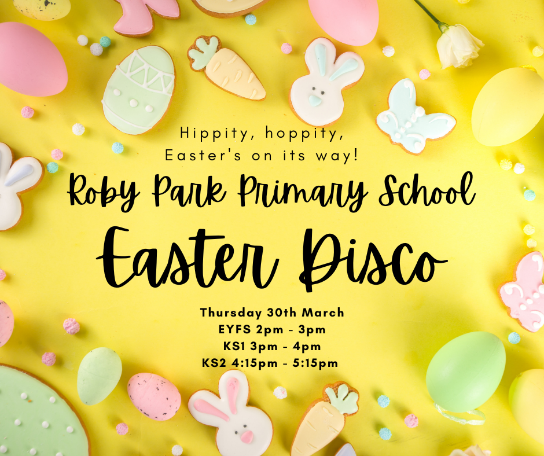 Hippity, hoppity,
Easter's on its way!
Roby Park Primary School
Easter Disco
Thursday 30th March
EYFS 2pm - 3pm
KS1 3pm - 4pm
KS2 4:15pm - 5:15pm